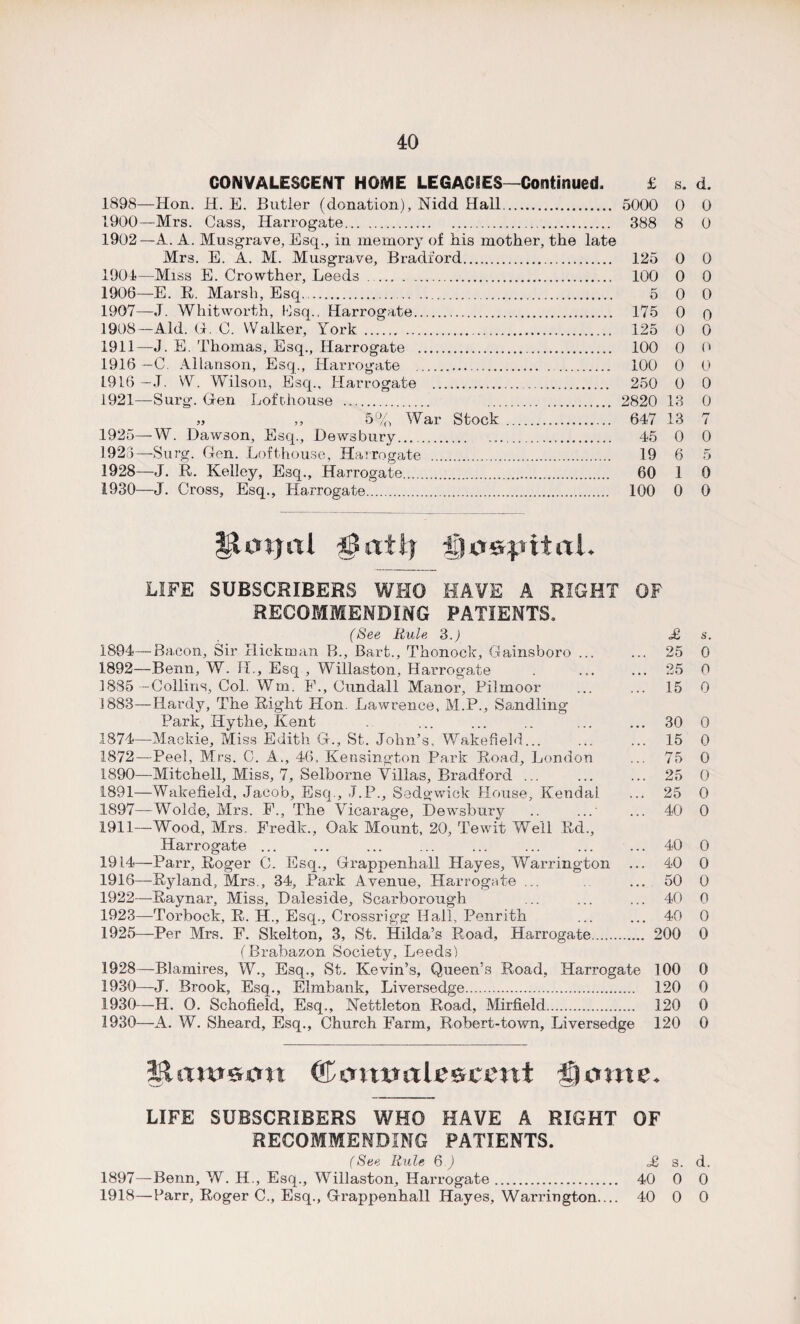 40
CONVALESCENT HOME LEGACIES—Continued. £ s. d.
1898—Hon. H. E. Butler (donation), Nidd Hall.................... 5000 0 0
1900—Mrs. Cass, Harrogate.................... 388 8 0
1902—A. A. Musgrave, Esq., in memory of his mother, the late
Mrs. E. A. M. Musgrave, Bradford.................... 125 0 0
1904—Miss E. Crowther, Leeds .................... 100 0 0
1906—E. R. Marsh, Esq.................... 5 0 0
1907—J. Whitworth, Esq., Harrogate.................... 175 0 0
1908—Ald. G. C. Walker, York .................... 125 0 0
1911—J. E. Thomas, Esq., Harrogate .................... 100 0 0
1916—C. Allanson, Esq., Harrogate .................... 100 0 0
1916—J. W. Wilson, Esq., Harrogate .................... 250 0 0
1921—Surg. Gen Lofthouse .................... 2820 13 0
„ „ 5% War Stock .................... 647 13 7
1925—W. Dawson, Esq., Dewsbury.................... 45 0 0
1923—Surg. Gen. Lofthouse, Harrogate .................... 19 6 5
1928—J. R. Kelley, Esq., Harrogate.................... 60 1 0
1930—J. Cross, Esq., Harrogate.................... 100 0 0
Royal Bath Hospital.
LIFE SUBSCRIBERS WHO HAVE A RIGHT OF
RECOMMENDING PATIENTS.
(See Rule 3.) £ s.
1894—Bacon, Sir Hickman B., Bart., Thonock, Gainsboro ... ... 25 0
1892—Benn, W. H., Esq , Willaston, Harrogate . ... ... 25 0
1885—Collins, Col. Wm. F., Cundall Manor, Pilmoor ... ... 15 0
1883—Hardy, The Right Hon. Lawrence, M.P., Sandling
Park, Hythe, Kent . ... ... .. ... ... 30 0
1874—Mackie, Miss Edith G., St. John's, Wakefield... ... ... 15 0
1872—Peel, Mrs. C. A., 46, Kensington Park Road, London ... 75 0
1890—Mitchell, Miss, 7, Selborne Villas, Bradford ... ... ... 25 0
1891—Wakefield, Jacob, Esq., J.P., Sedgwick House, Kendal ... 25 0
1897—Wolde, Mrs. F., The Vicarage, Dewsbury .. ... ... 40 0
1911—Wood, Mrs. Fredk., Oak Mount, 20, Tewit Well Rd.,
Harrogate ... ... ... ... ... ... ... ... 40 0
1914—Parr, Roger C. Esq., Grappenhall Hayes, Warrington ... 40 0
1916—Ryland, Mrs., 34, Park Avenue, Harrogate ... ... 50 0
1922—Raynar, Miss, Daleside, Scarborough ... ... ... 40 0
1923—Torbock, R. H., Esq., Crossrigg Hall, Penrith ... ... 40 0
1925—Per Mrs. F. Skelton, 3, St. Hilda's Road, Harrogate............ 200 0
(Brabazon Society, Leeds)
1928—Blamires, W., Esq., St. Kevin's, Queen's Road, Harrogate 100 0
1930—J. Brook, Esq., Elmbank, Liversedge.................... 120 0
1930—H. O. Schofield, Esq., Nettleton Road, Mirfield.................... 120 0
1930—A. W. Sheard, Esq., Church Farm, Robert-town, Liversedge 120 0
Rawson Convalescent Home.
LIFE SUBSCRIBERS WHO HAVE A RIGHT OF
RECOMMENDING PATIENTS.
(See Rule 6.) £ s. d.
1897—Benn, W. H., Esq., Willaston, Harrogate .................... 40 0 0
1918—Parr, Roger C., Esq., Grappenhall Hayes, Warrington.... 40 0 0